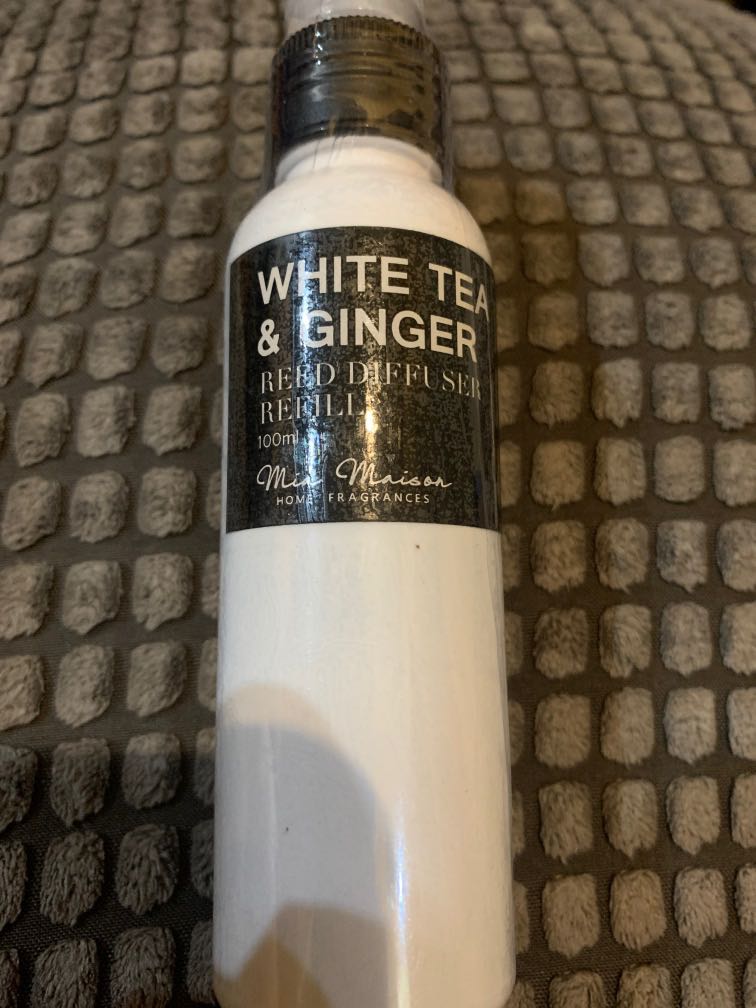 WHITE TEA
& GINGER
REED DIFFUSER
REFILL
100ml
Mia Maison
HOME FRAGRANCES